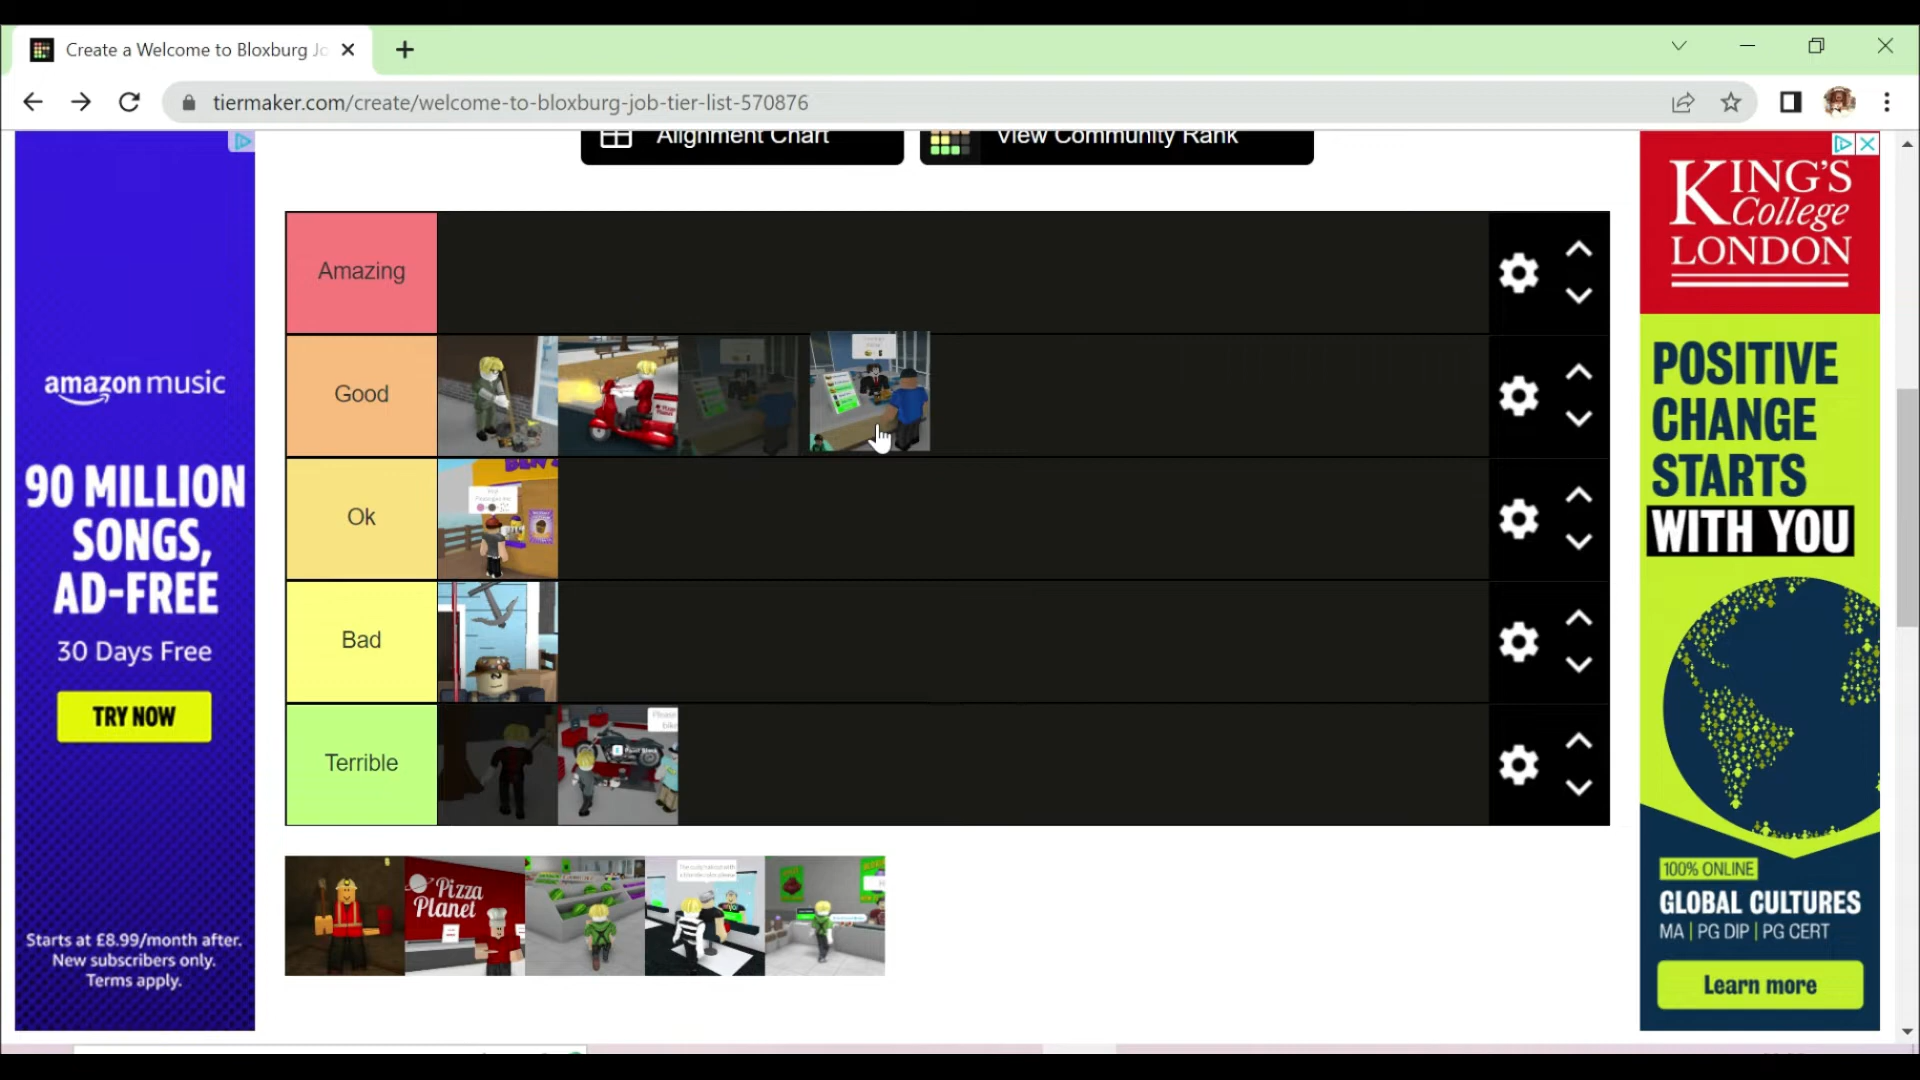 Create a Welcome to Bloxburg Jo
tiermaker.com/create/welcome-to-bloxburg-job-tier-list-570876
Alignment Chart
View Community Rank
Amazing
Good
Ok
Bad
Terrible
Pizza
Planet
Please
bike
amazon music
90 MILLION
SONGS,
AD-FREE
30 Days Free
TRY NOW
Starts at £8.99/month after.
New subscribers only.
Terms apply.
KING'S
College
LONDON
POSITIVE
CHANGE
STARTS
WITH YOU
100% ONLINE
GLOBAL CULTURES
MA | PG DIP | PG CERT
Learn more